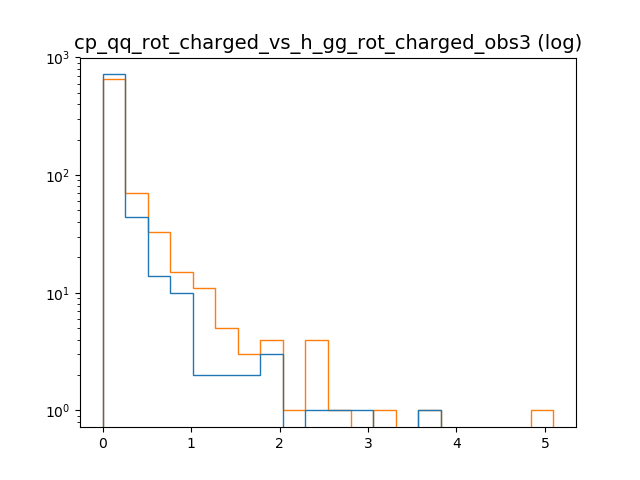 cp_qq_rot_charged_vs_h_gg_rot_charged_obs3 (log)
10³
10²
10¹
10⁰
0 1 2 3 4 5